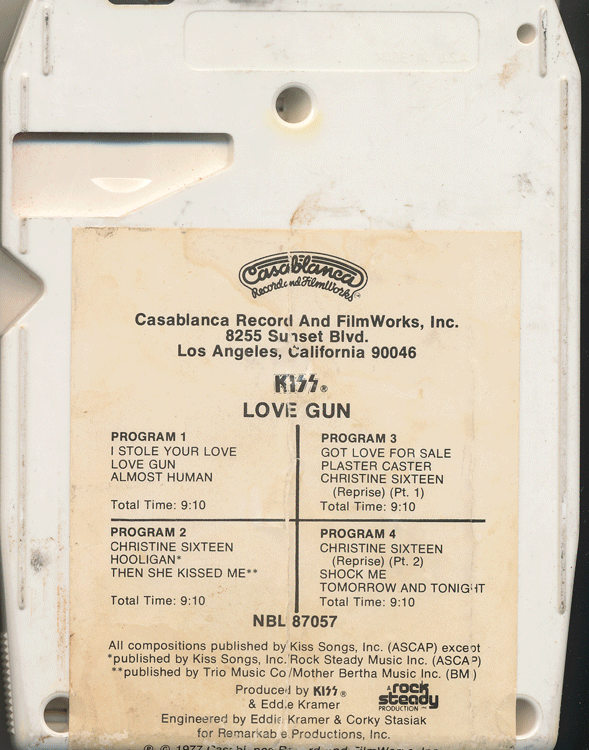 Casablanca
Record and FilmWorks
Casablanca Record And FilmWorks, Inc.
8255 Sunset Blvd.
Los Angeles, California 90046
KISS®
LOVE GUN
PROGRAM 1
I STOLE YOUR LOVE
LOVE GUN
ALMOST HUMAN
Total Time: 9:10
PROGRAM 3
GOT LOVE FOR SALE
PLASTER CASTER
CHRISTINE SIXTEEN
(Reprise) (Pt. 1)
Total Time: 9:10
PROGRAM 2
CHRISTINE SIXTEEN
HOOLIGAN*
THEN SHE KISSED ME**
Total Time: 9:10
PROGRAM 4
CHRISTINE SIXTEEN
(Reprise) (Pt. 2)
SHOCK ME
TOMORROW AND TONIGHT
Total Time: 9:10
NBL 87057
All compositions published by Kiss Songs, Inc. (ASCAP) except
*published by Kiss Songs, Inc./Rock Steady Music Inc. (ASCAP)
**published by Trio Music Co/Mother Bertha Music Inc. (BMI)
Produced by KISS®
& Eddie Kramer
A rock steady PRODUCTION
Engineered by Eddie Kramer & Corky Stasiak
for Remarkable Productions, Inc.
℗ © 1977 Casablanca Record and FilmWorks, Inc.